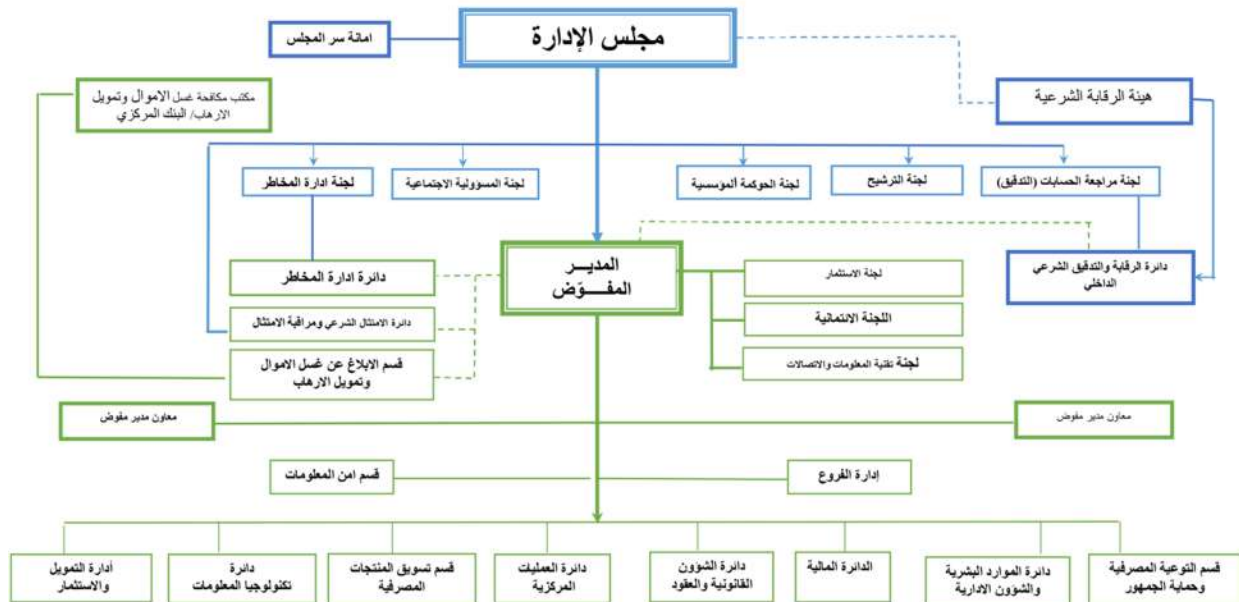 مجلس الإدارة
امانة سر المجلس
هيئة الرقابة الشرعية
مكتب مكافحة غسل الاموال وتمويل
الارهاب/ البنك المركزي
لجنة مراجعة الحسابات (التدقيق)
لجنة الترشيح
لجنة الحوكمة ألمؤسسية
لجنة المسؤولية الاجتماعية
لجنة ادارة المخاطر
دائرة الرقابة والتدقيق الشرعي
الداخلي
المديـــر
المفـــــوّض
لجنة الاستثمار
اللجنة الائتمانية
لجنة تقنية المعلومات والاتصالات
دائرة ادارة المخاطر
دائرة الامتثال الشرعي ومراقبة الامتثال
قسم الابلاغ عن غسل الاموال
وتمويل الارهاب
معاون مدير مفوض
معاون مدير مفوض
إدارة الفروع
قسم امن المعلومات
قسم التوعية المصرفية
وحماية الجمهور
دائرة الموارد البشرية
والشؤون الادارية
الدائرة المالية
دائرة الشؤون
القانونية والعقود
دائرة العمليات
المركزية
قسم تسويق المنتجات
المصرفية
دائرة
تكنولوجيا المعلومات
أدارة التمويل
والاستثمار